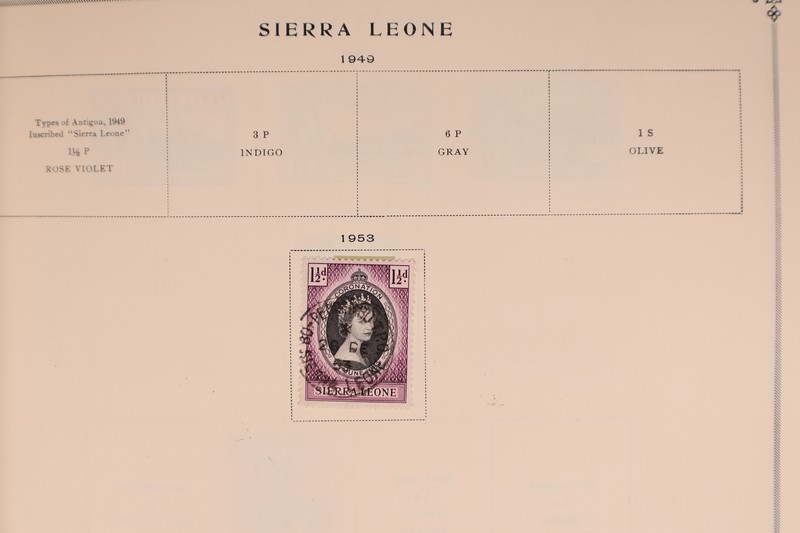 SIERRA LEONE
1949
Types of Antigua, 1949
Inscribed "Sierra Leone"
1½ P
ROSE VIOLET
3 P
INDIGO
6 P
GRAY
1 S
OLIVE
1953
1½d. 1½d.
CORONATION
SIERRA LEONE